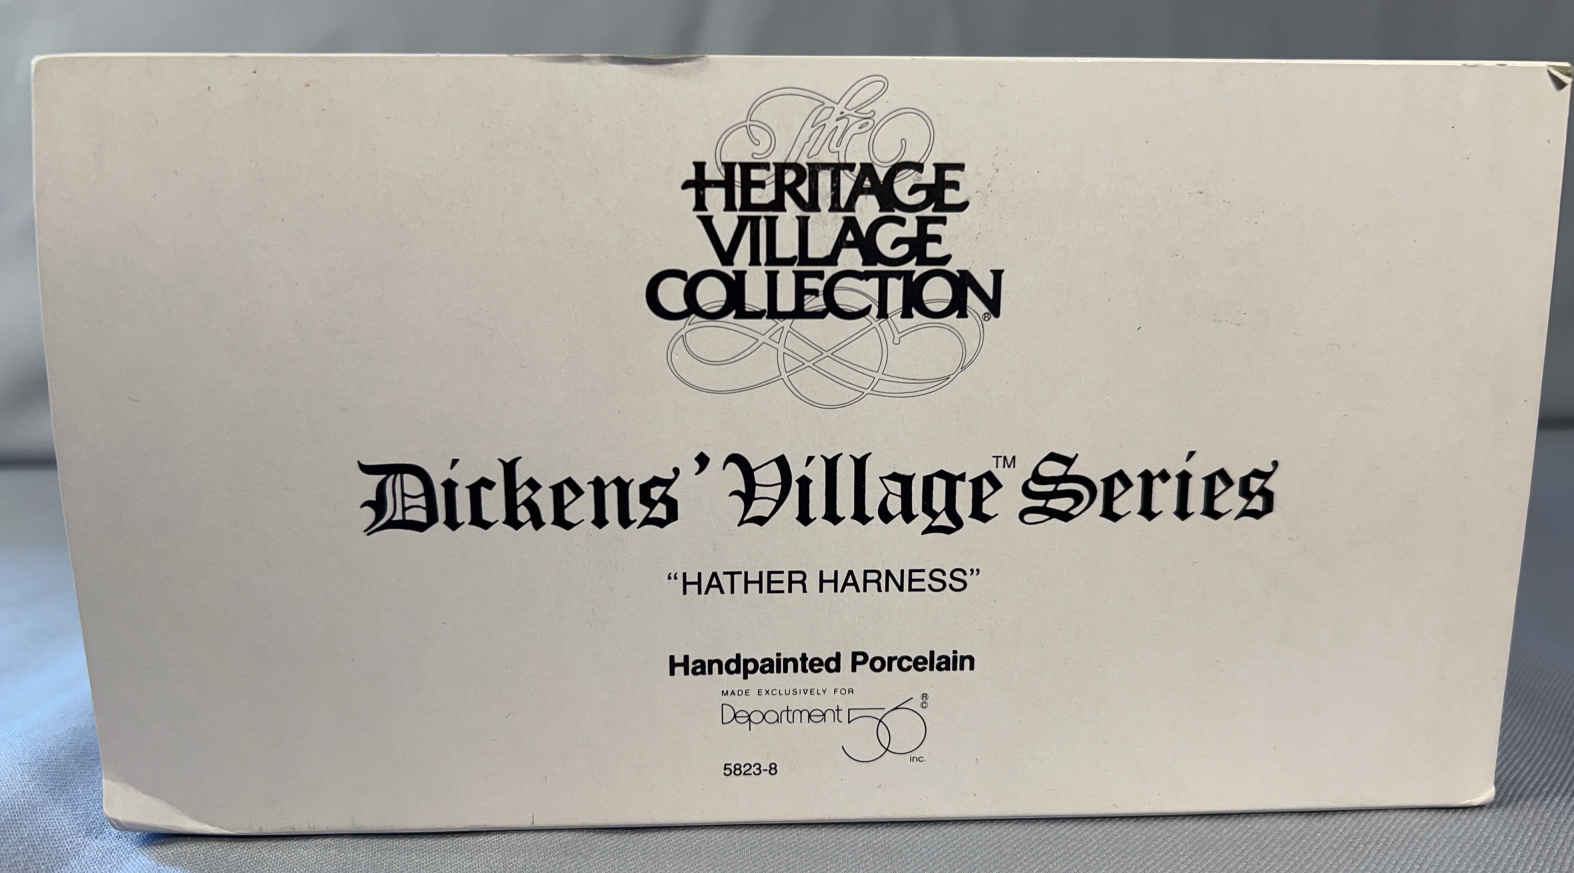 The
HERITAGE
VILLAGE
COLLECTION®
Dickens' Village™ Series
“HATHER HARNESS”
Handpainted Porcelain
MADE EXCLUSIVELY FOR
Department 56 ® ©
inc.
5823-8